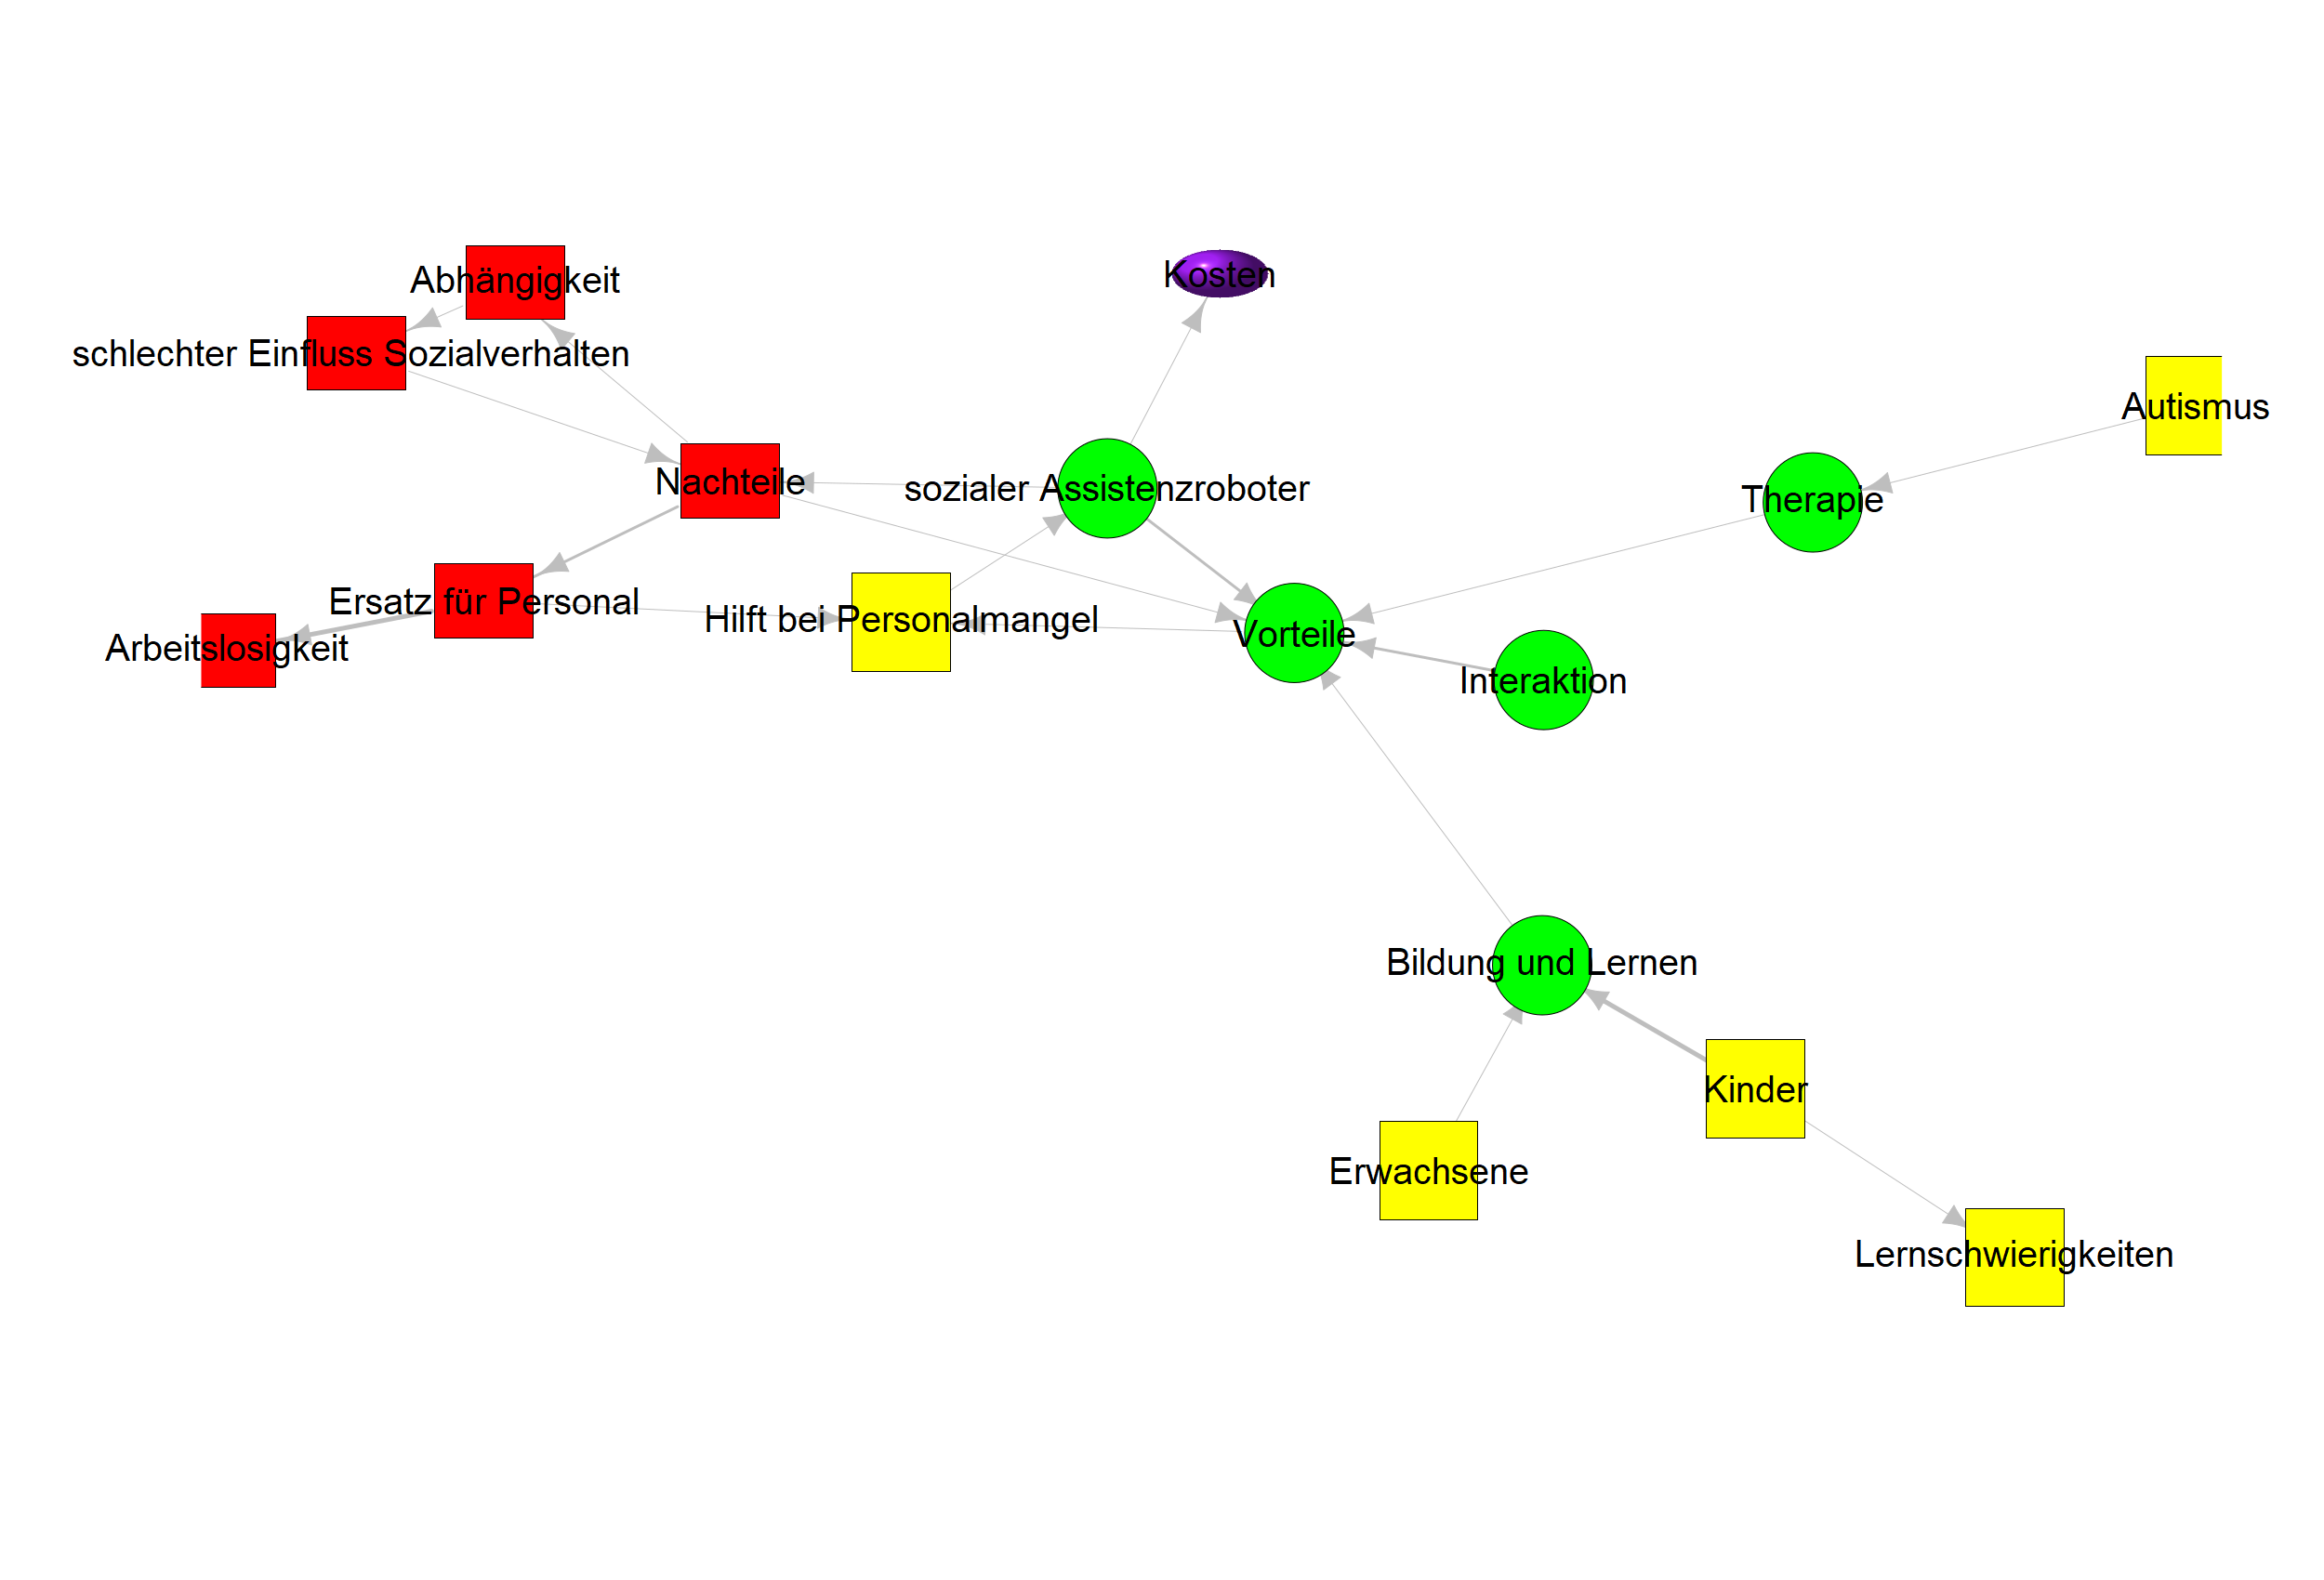 Kosten
Abhängigkeit
schlechter Einfluss Sozialverhalten
Autismus
Nachteile
sozialer Assistenzroboter
Therapie
Ersatz für Personal
Hilft bei Personalmangel
Vorteile
Arbeitslosigkeit
Interaktion
Bildung und Lernen
Kinder
Erwachsene
Lernschwierigkeiten